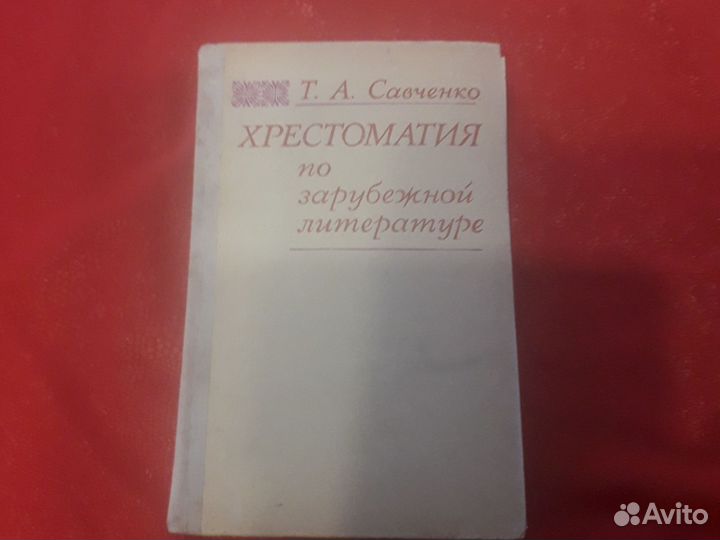 Т. А. Савченко
ХРЕСТОМАТИЯ
по
зарубежной
литературе
Avito